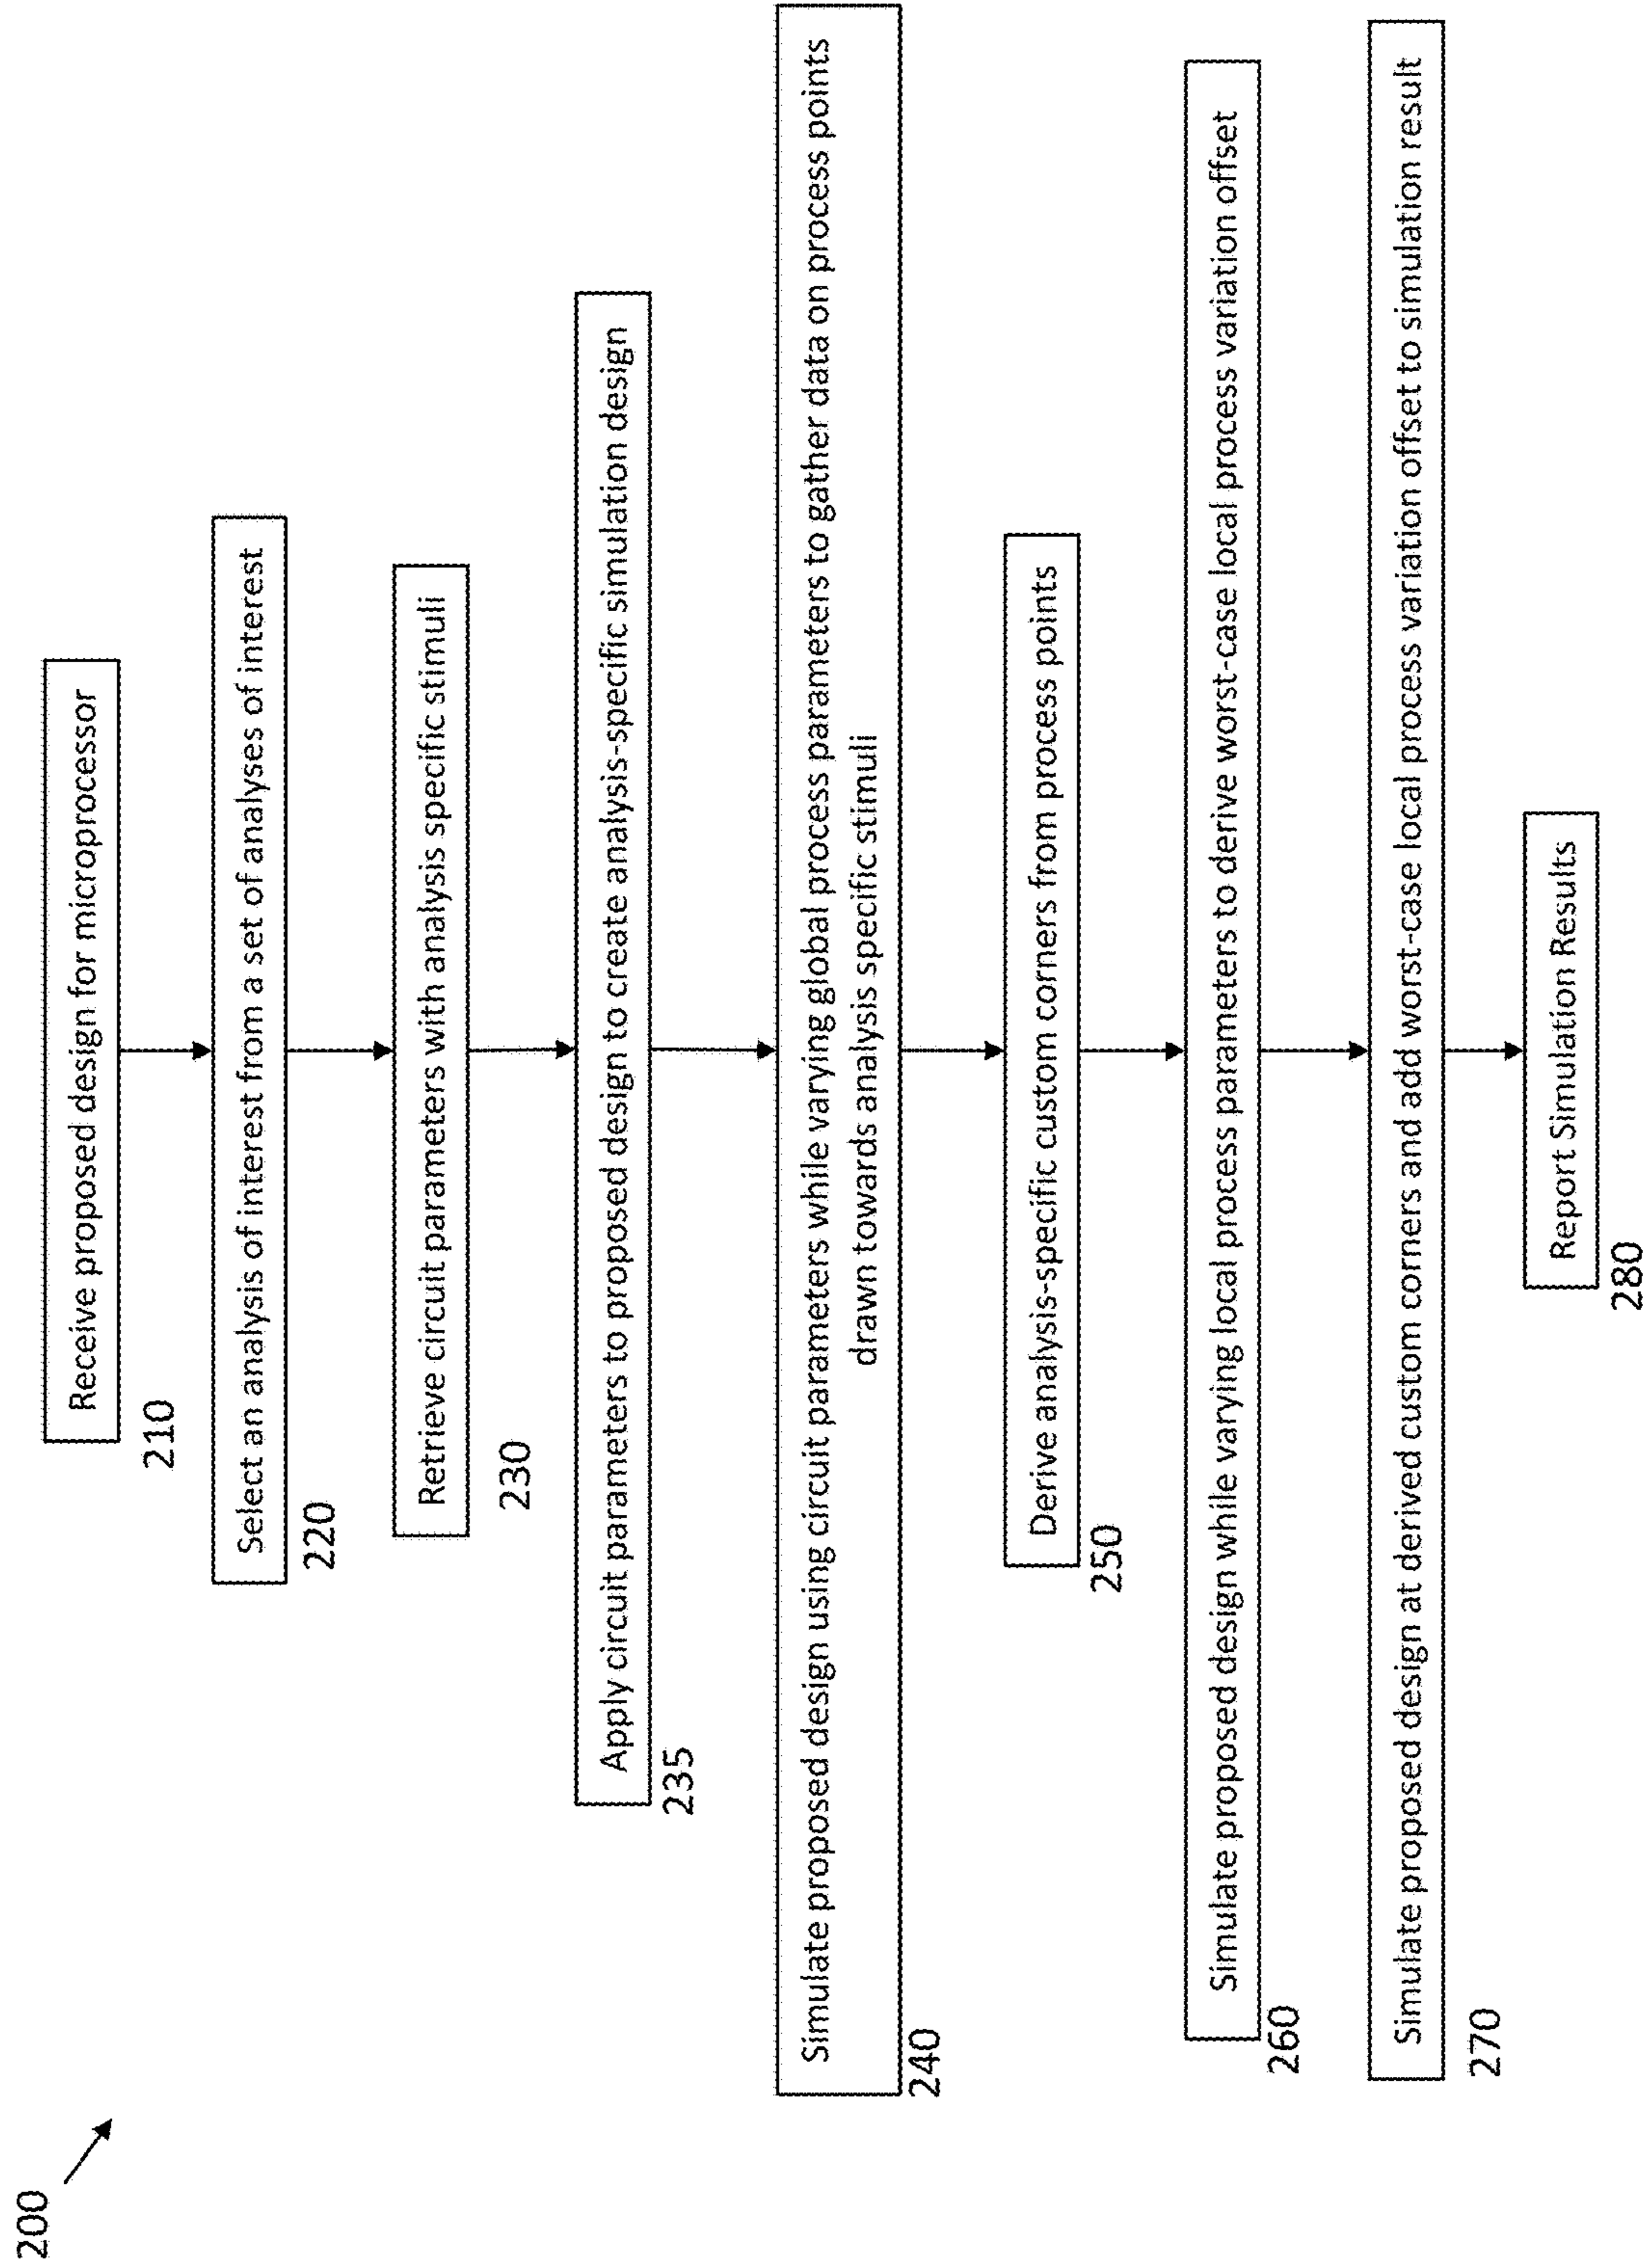 200
Receive proposed design for microprocessor
210
Select an analysis of interest from a set of analyses of interest
220
Retrieve circuit parameters with analysis specific stimuli
230
Apply circuit parameters to proposed design to create analysis-specific simulation design
235
Simulate proposed design using circuit parameters while varying global process parameters to gather data on process points
drawn towards analysis specific stimuli
240
Derive analysis-specific custom corners from process points
250
Simulate proposed design while varying local process parameters to derive worst-case local process variation offset
260
Simulate proposed design at derived custom corners and add worst-case local process variation offset to simulation result
270
Report Simulation Results
280